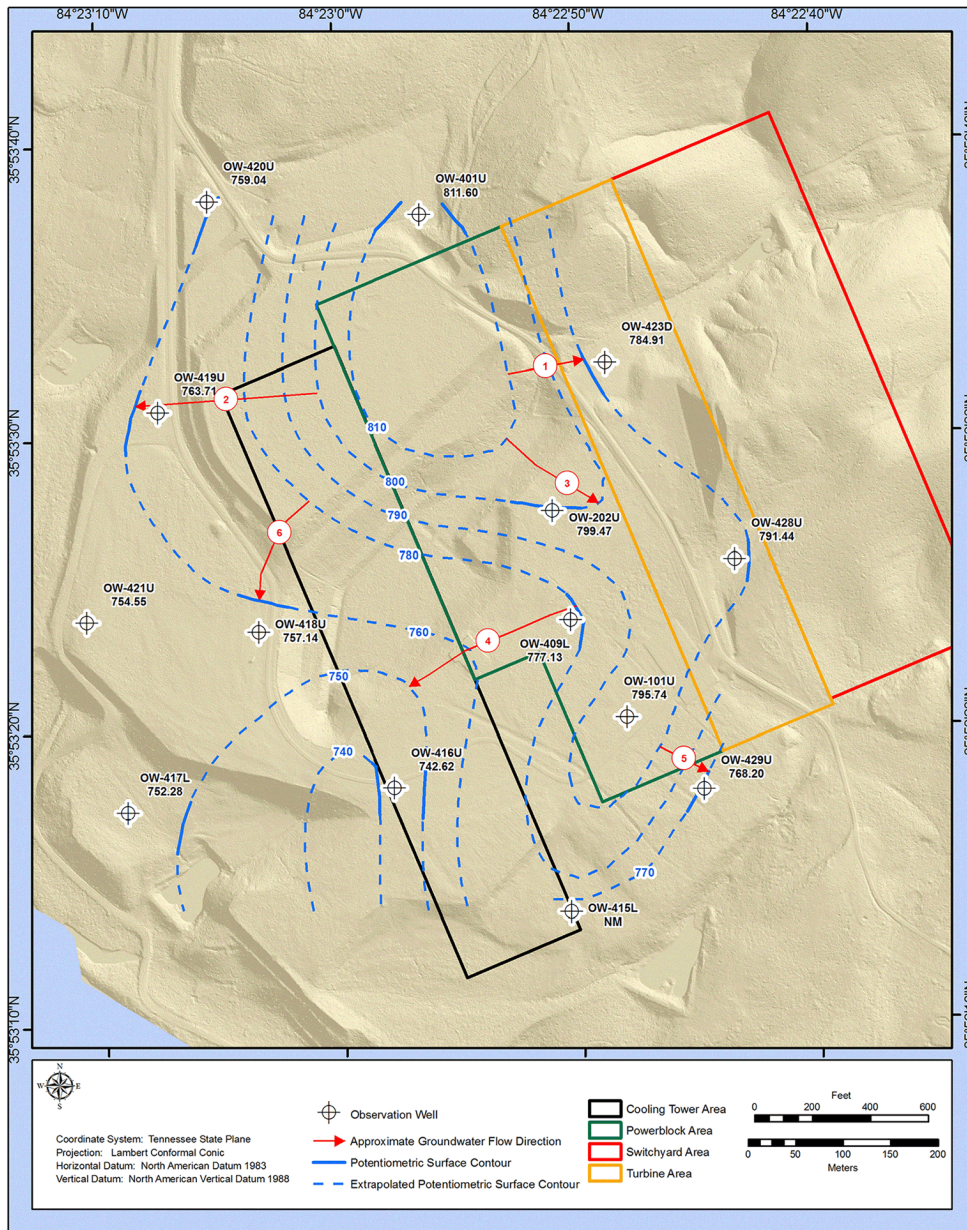 84°23'10"W
84°23'0"W
84°22'50"W
84°22'40"W
35°53'40"N
35°53'30"N
35°53'20"N
35°53'10"N
OW-420U
759.04
OW-401U
811.60
OW-423D
784.91
1
OW-419U
763.71
2
810
3
800
790
OW-202U
799.47
OW-428U
791.44
6
780
OW-421U
754.55
OW-418U
757.14
760
4
OW-409L
777.13
750
OW-101U
795.74
740
OW-416U
742.62
5
OW-429U
768.20
OW-417L
752.28
770
OW-415L
NM
N
W E
S
Coordinate System: Tennessee State Plane
Projection: Lambert Conformal Conic
Horizontal Datum: North American Datum 1983
Vertical Datum: North American Vertical Datum 1988
Observation Well
Approximate Groundwater Flow Direction
Potentiometric Surface Contour
Extrapolated Potentiometric Surface Contour
Cooling Tower Area
Powerblock Area
Switchyard Area
Turbine Area
Feet
0 200 400 600
0 50 100 150 200
Meters